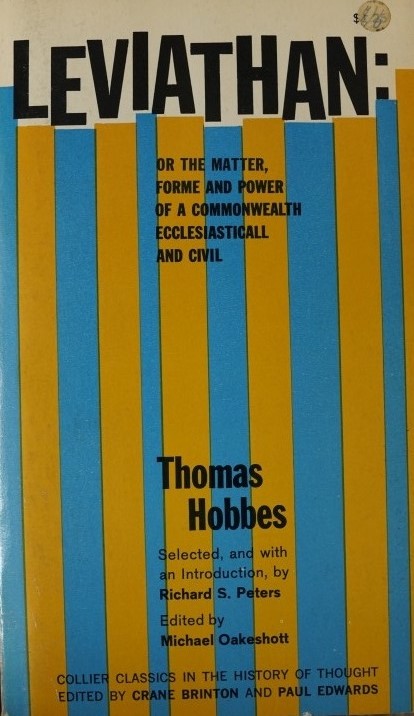 LEVIATHAN:
OR THE MATTER,
FORME AND POWER
OF A COMMONWEALTH
ECCLESIASTICALL
AND CIVIL
Thomas
Hobbes
Selected, and with
an Introduction, by
Richard S. Peters
Edited by
Michael Oakeshott
COLLIER CLASSICS IN THE HISTORY OF THOUGHT
EDITED BY CRANE BRINTON AND PAUL EDWARDS